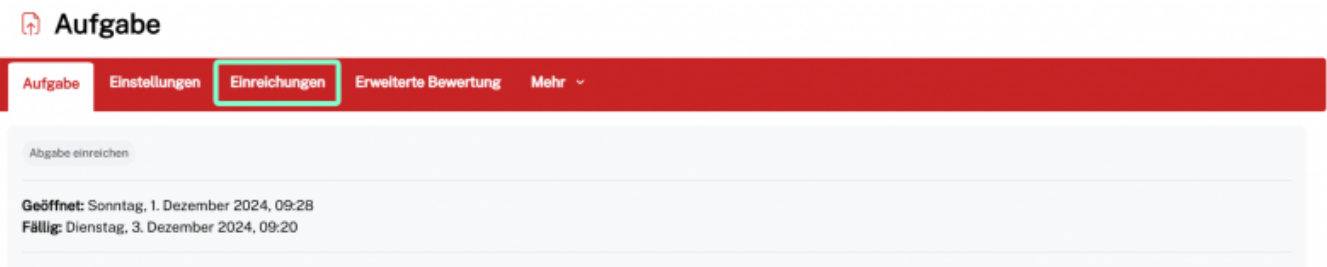 Aufgabe
Aufgabe Einstellungen Einreichungen Erweiterte Bewertung Mehr
Abgabe einreichen
Geöffnet: Sonntag, 1. Dezember 2024, 09:28
Fällig: Dienstag, 3. Dezember 2024, 09:20